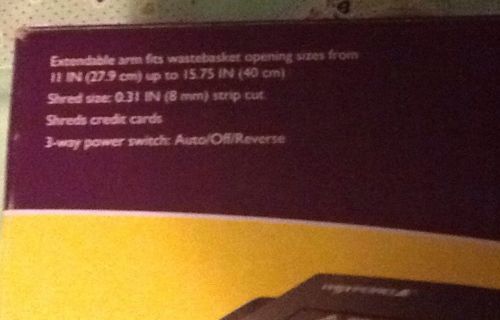 Extendable arm fits wastebasket opening sizes from
11 IN (27.9 cm) up to 15.75 IN (40 cm)
Shred size: 0.31 IN (8 mm) strip cut
Shreds credit cards
3-way power switch: Auto/Off/Reverse